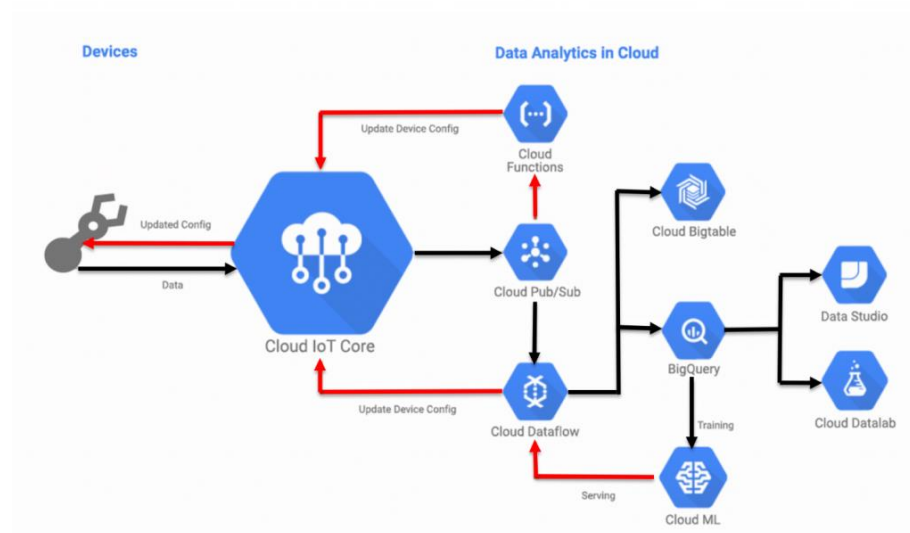 Devices
Data Analytics in Cloud
Update Device Config
Cloud
Functions
Updated Config
Data
Cloud IoT Core
Cloud Pub/Sub
Cloud Bigtable
BigQuery
Data Studio
Update Device Config
Cloud Dataflow
Training
Cloud Datalab
Serving
Cloud ML